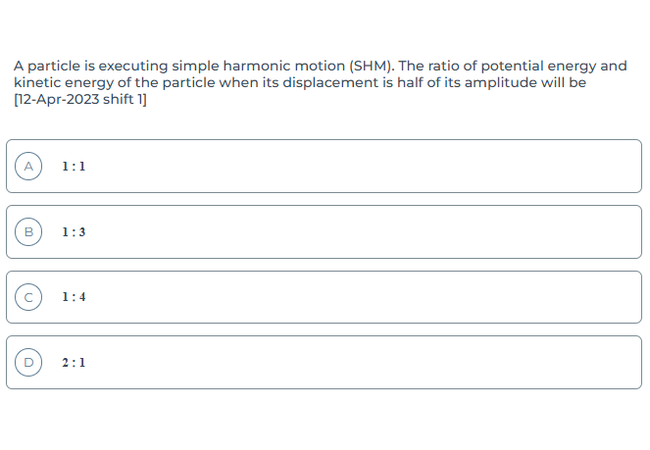 A particle is executing simple harmonic motion (SHM). The ratio of potential energy and
kinetic energy of the particle when its displacement is half of its amplitude will be
[12-Apr-2023 shift 1]
A 1 : 1
B 1 : 3
C 1 : 4
D 2 : 1